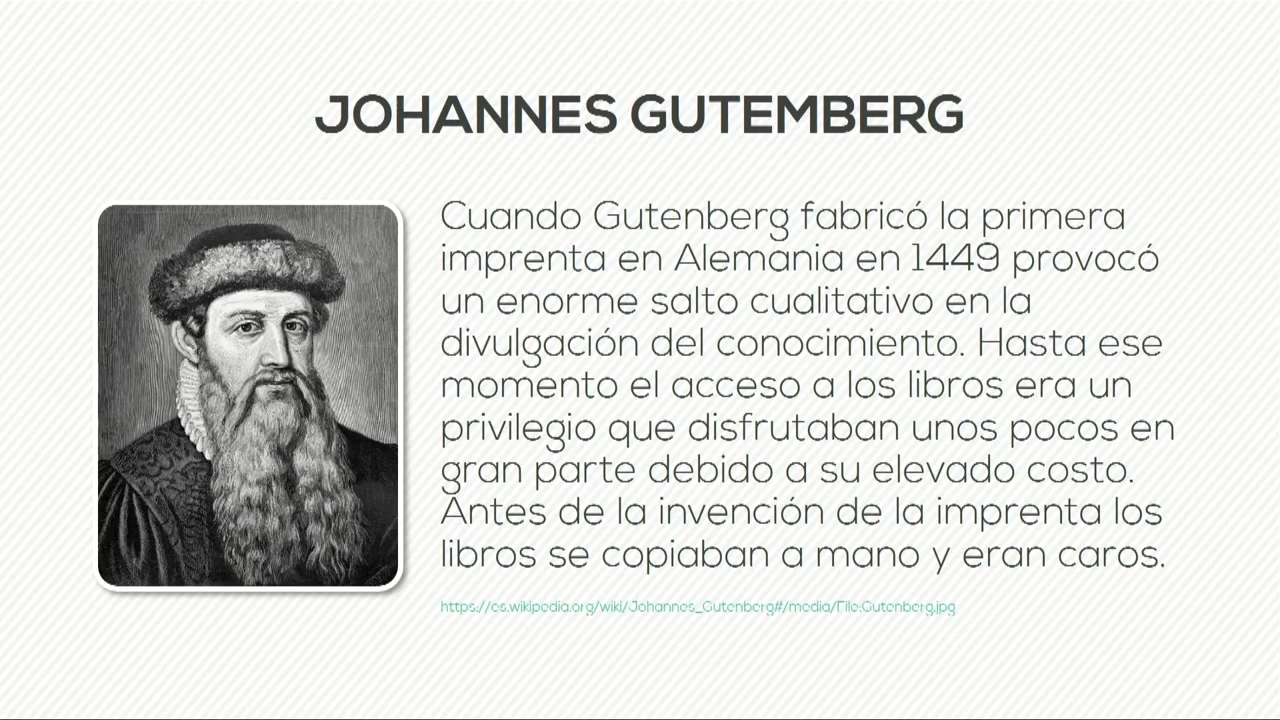 JOHANNES GUTEMBERG
Cuando Gutenberg fabricó la primera
imprenta en Alemania en 1449 provocó
un enorme salto cualitativo en la
divulgación del conocimiento. Hasta ese
momento el acceso a los libros era un
privilegio que disfrutaban unos pocos en
gran parte debido a su elevado costo.
Antes de la invención de la imprenta los
libros se copiaban a mano y eran caros.
https://es.wikipedia.org/wiki/Johannes_Gutenberg#/media/File:Gutenberg.jpg